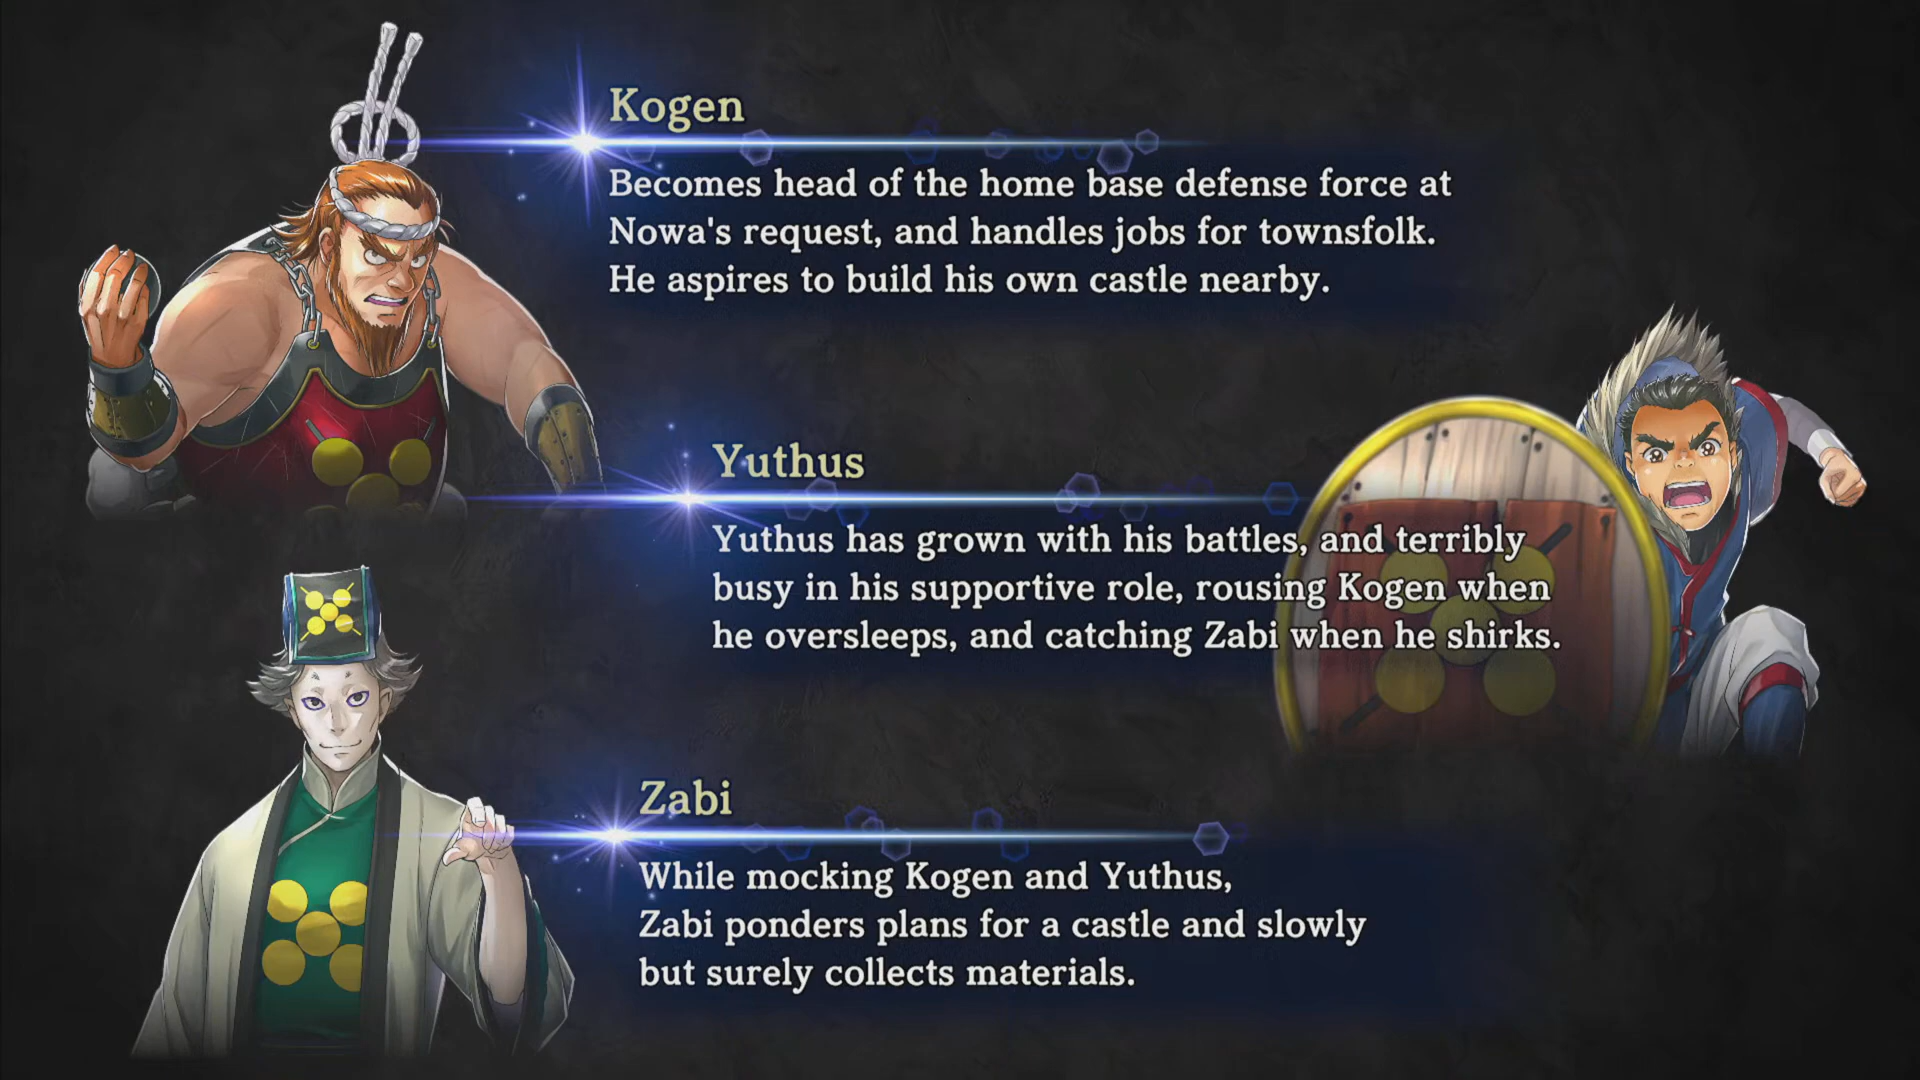 Kogen
Becomes head of the home base defense force at
Nowa's request, and handles jobs for townsfolk.
He aspires to build his own castle nearby.
Yuthus
Yuthus has grown with his battles, and terribly
busy in his supportive role, rousing Kogen when
he oversleeps, and catching Zabi when he shirks.
Zabi
While mocking Kogen and Yuthus,
Zabi ponders plans for a castle and slowly
but surely collects materials.